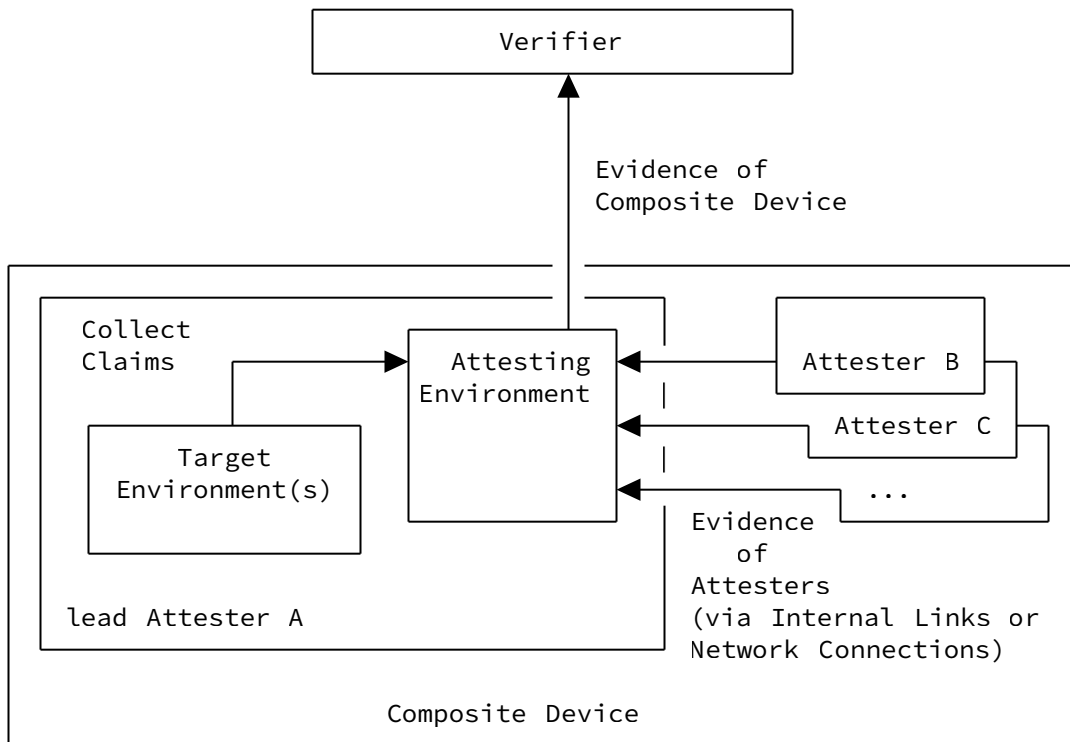 Verifier
Evidence of
Composite Device
Collect
Claims
Attesting
Environment
Attester B
Attester C
...
Target
Environment(s)
Evidence
of
Attesters
(via Internal Links or
Network Connections)
lead Attester A
Composite Device